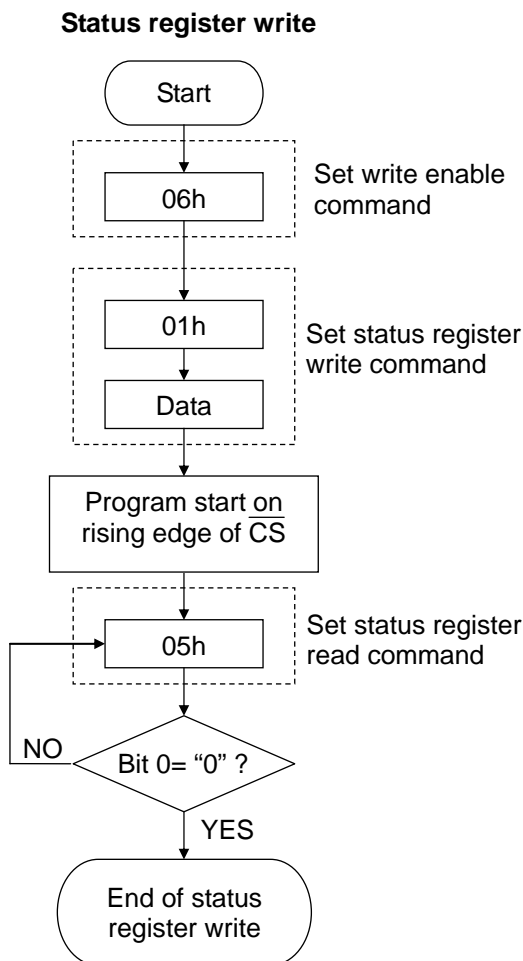 Status register write
Start
06h
Set write enable
command
01h
Set status register
write command
Data
Program start on
rising edge of C̅S̅
05h
Set status register
read command
NO
Bit 0= “0” ?
YES
End of status
register write